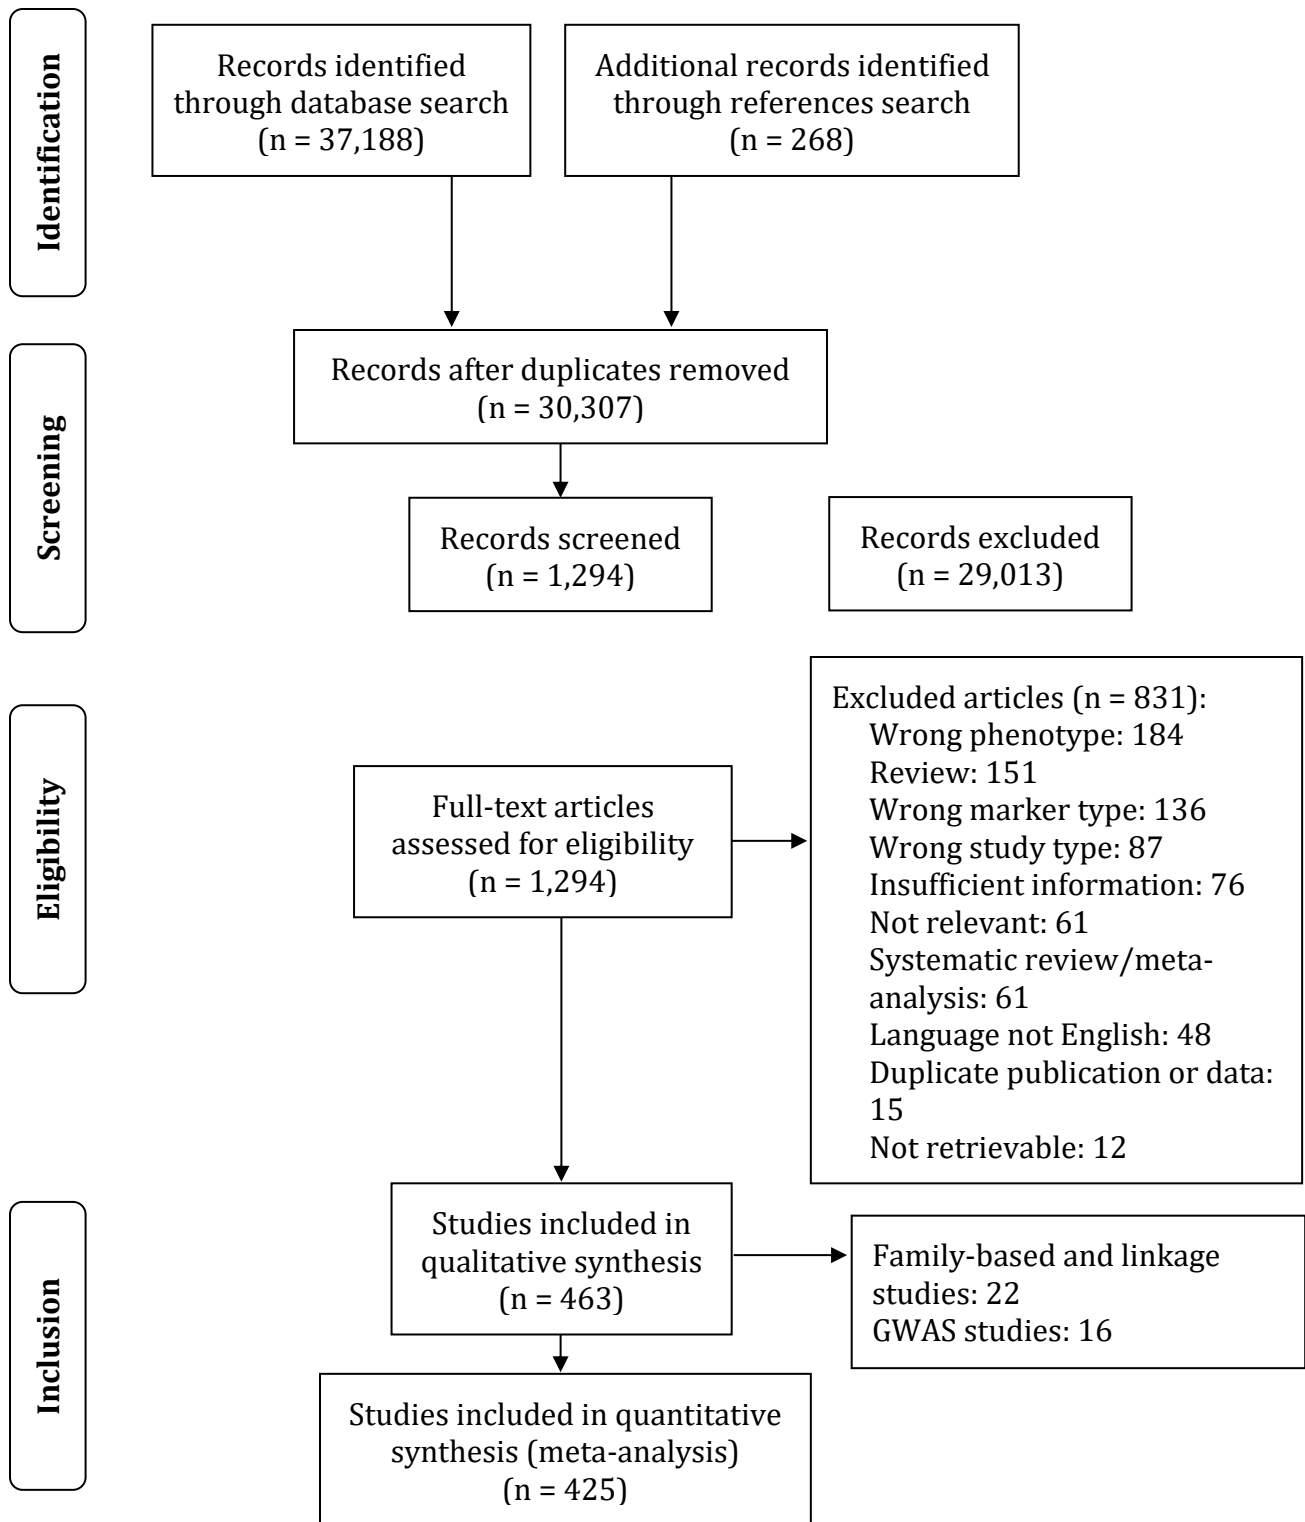 Identification
Records identified
through database search
(n = 37,188)
Additional records identified
through references search
(n = 268)
Screening
Records after duplicates removed
(n = 30,307)
Records screened
(n = 1,294)
Records excluded
(n = 29,013)
Eligibility
Full-text articles
assessed for eligibility
(n = 1,294)
Excluded articles (n = 831):
Wrong phenotype: 184
Review: 151
Wrong marker type: 136
Wrong study type: 87
Insufficient information: 76
Not relevant: 61
Systematic review/meta-
analysis: 61
Language not English: 48
Duplicate publication or data:
15
Not retrievable: 12
Inclusion
Studies included in
qualitative synthesis
(n = 463)
Family-based and linkage
studies: 22
GWAS studies: 16
Studies included in quantitative
synthesis (meta-analysis)
(n = 425)